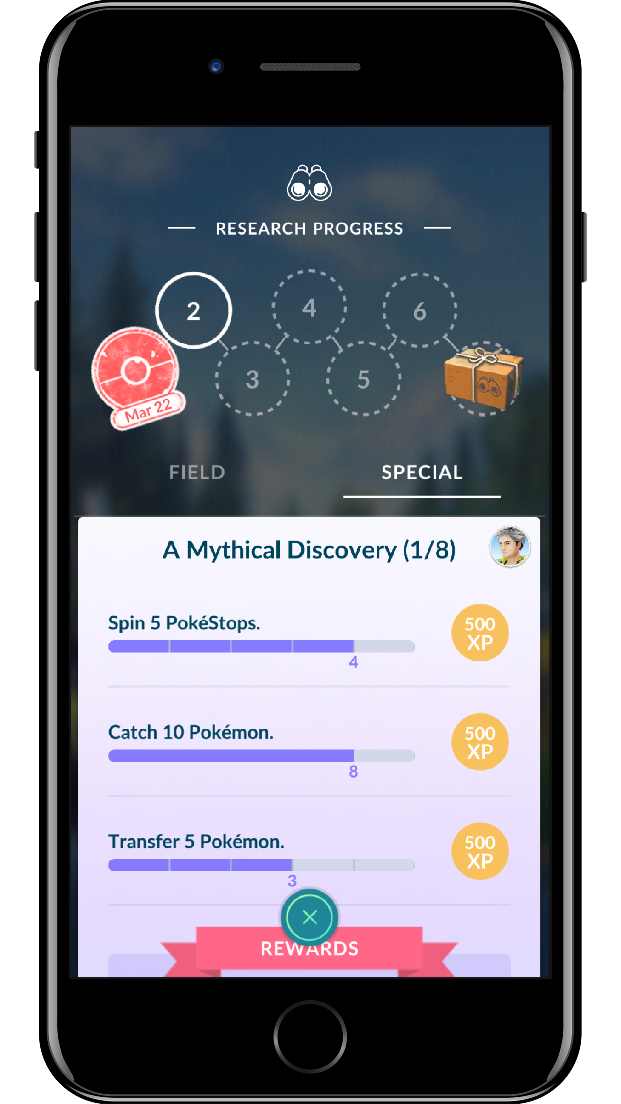 RESEARCH PROGRESS
2
4
6
3
5
Mar 22
FIELD
SPECIAL
A Mythical Discovery (1/8)
Spin 5 PokéStops.
500
XP
4
Catch 10 Pokémon.
500
XP
8
Transfer 5 Pokémon.
500
XP
3
REWARDS